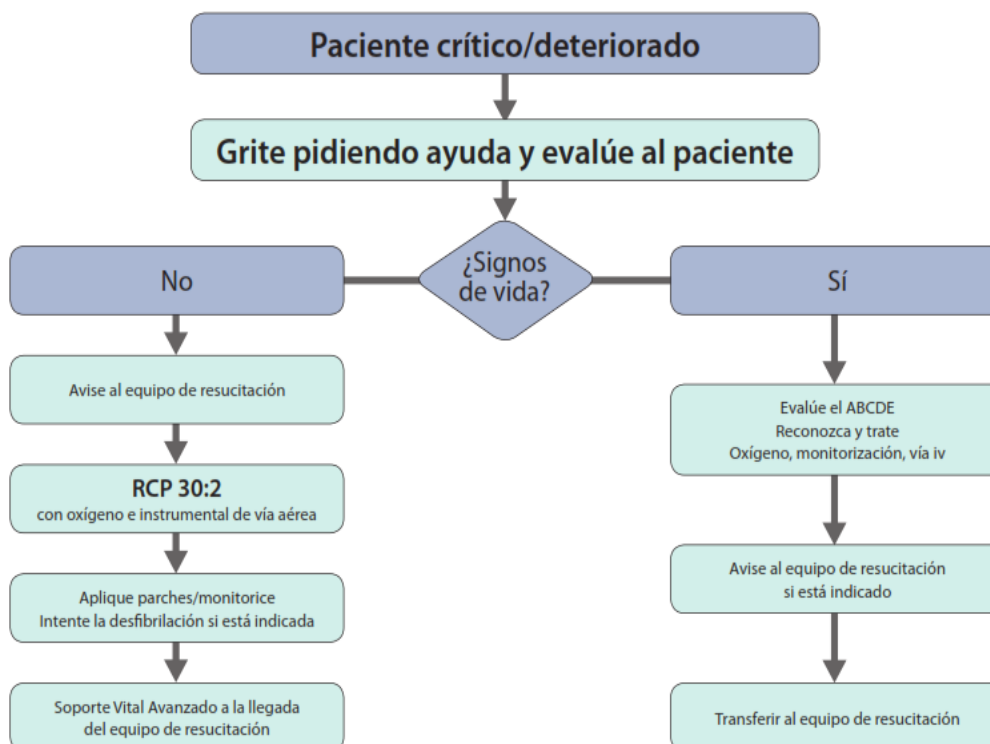 Paciente crítico/deteriorado
Grite pidiendo ayuda y evalúe al paciente
¿Signos
de vida?
No
Avise al equipo de resucitación
RCP 30:2
con oxígeno e instrumental de vía aérea
Aplique parches/monitorice
Intente la desfibrilación si está indicada
Soporte Vital Avanzado a la llegada
del equipo de resucitación
Sí
Evalúe el ABCDE
Reconozca y trate
Oxígeno, monitorización, vía iv
Avise al equipo de resucitación
si está indicado
Transferir al equipo de resucitación